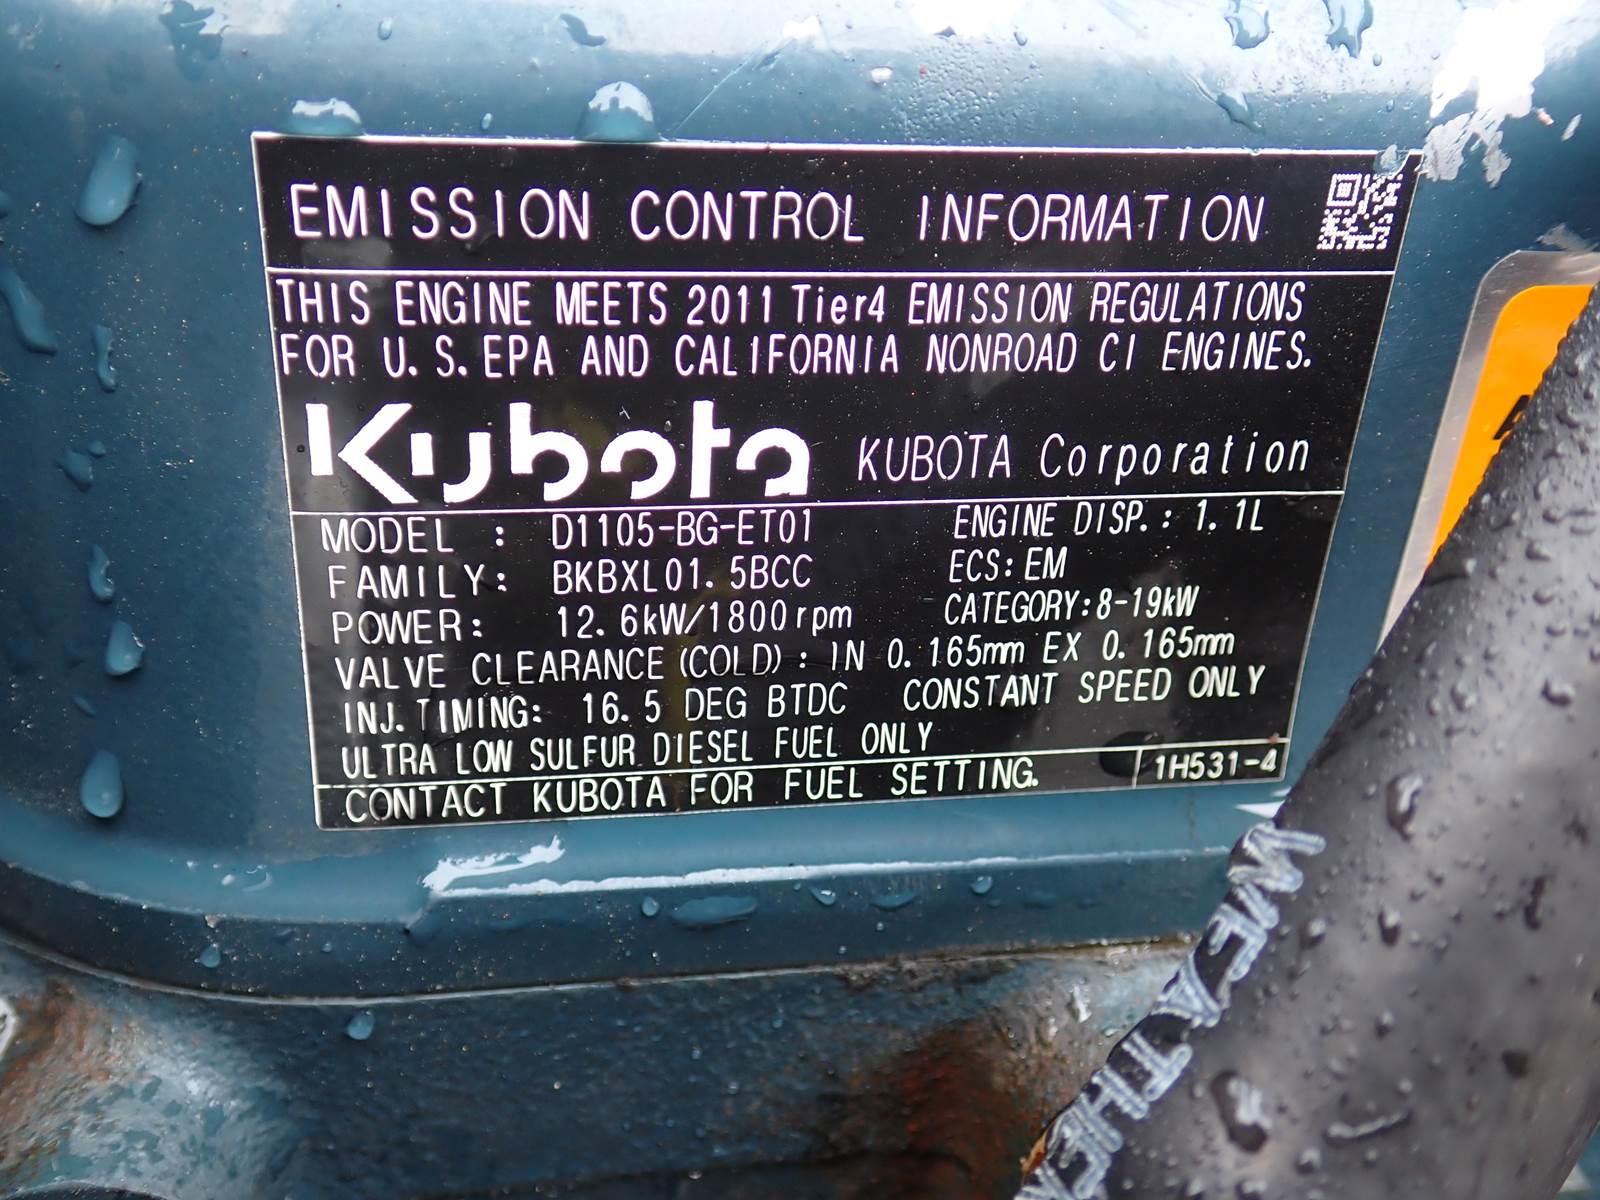 EMISSION CONTROL INFORMATION
THIS ENGINE MEETS 2011 Tier4 EMISSION REGULATIONS
FOR U.S. EPA AND CALIFORNIA NONROAD CI ENGINES.
Kubota KUBOTA Corporation
MODEL : D1105-BG-ET01 ENGINE DISP.: 1.1L
FAMILY: BKBXL01.5BCC ECS: EM
POWER: 12.6kW/1800rpm CATEGORY:8-19kW
VALVE CLEARANCE (COLD) : IN 0.165mm EX 0.165mm
INJ. TIMING: 16.5 DEG BTDC CONSTANT SPEED ONLY
ULTRA LOW SULFUR DIESEL FUEL ONLY
CONTACT KUBOTA FOR FUEL SETTING. 1H531-4
WEATHER